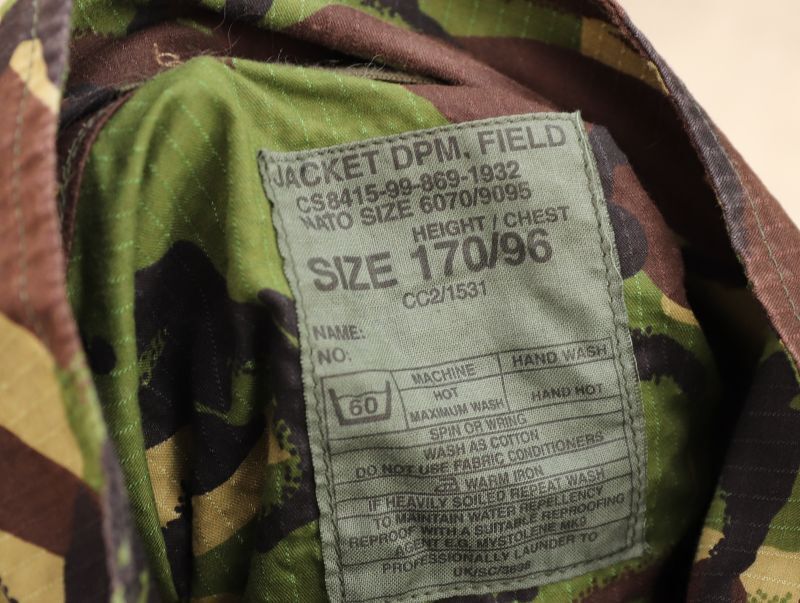 JACKET DPM, FIELD
CS8415-99-869-1932
NATO SIZE 6070/9095
HEIGHT / CHEST
SIZE 170/96
CC2/1531
NAME:
NO:
60
MACHINE
HOT
MAXIMUM WASH
HAND WASH
HAND HOT
SPIN OR WRING
WASH AS COTTON
DO NOT USE FABRIC CONDITIONERS
WARM IRON
IF HEAVILY SOILED REPEAT WASH
TO MAINTAIN WATER REPELLENCY
REPROOF WITH A SUITABLE REPROOFING
AGENT E.G. MYSTOLENE MK9
PROFESSIONALLY LAUNDER TO
UK/SC/3696